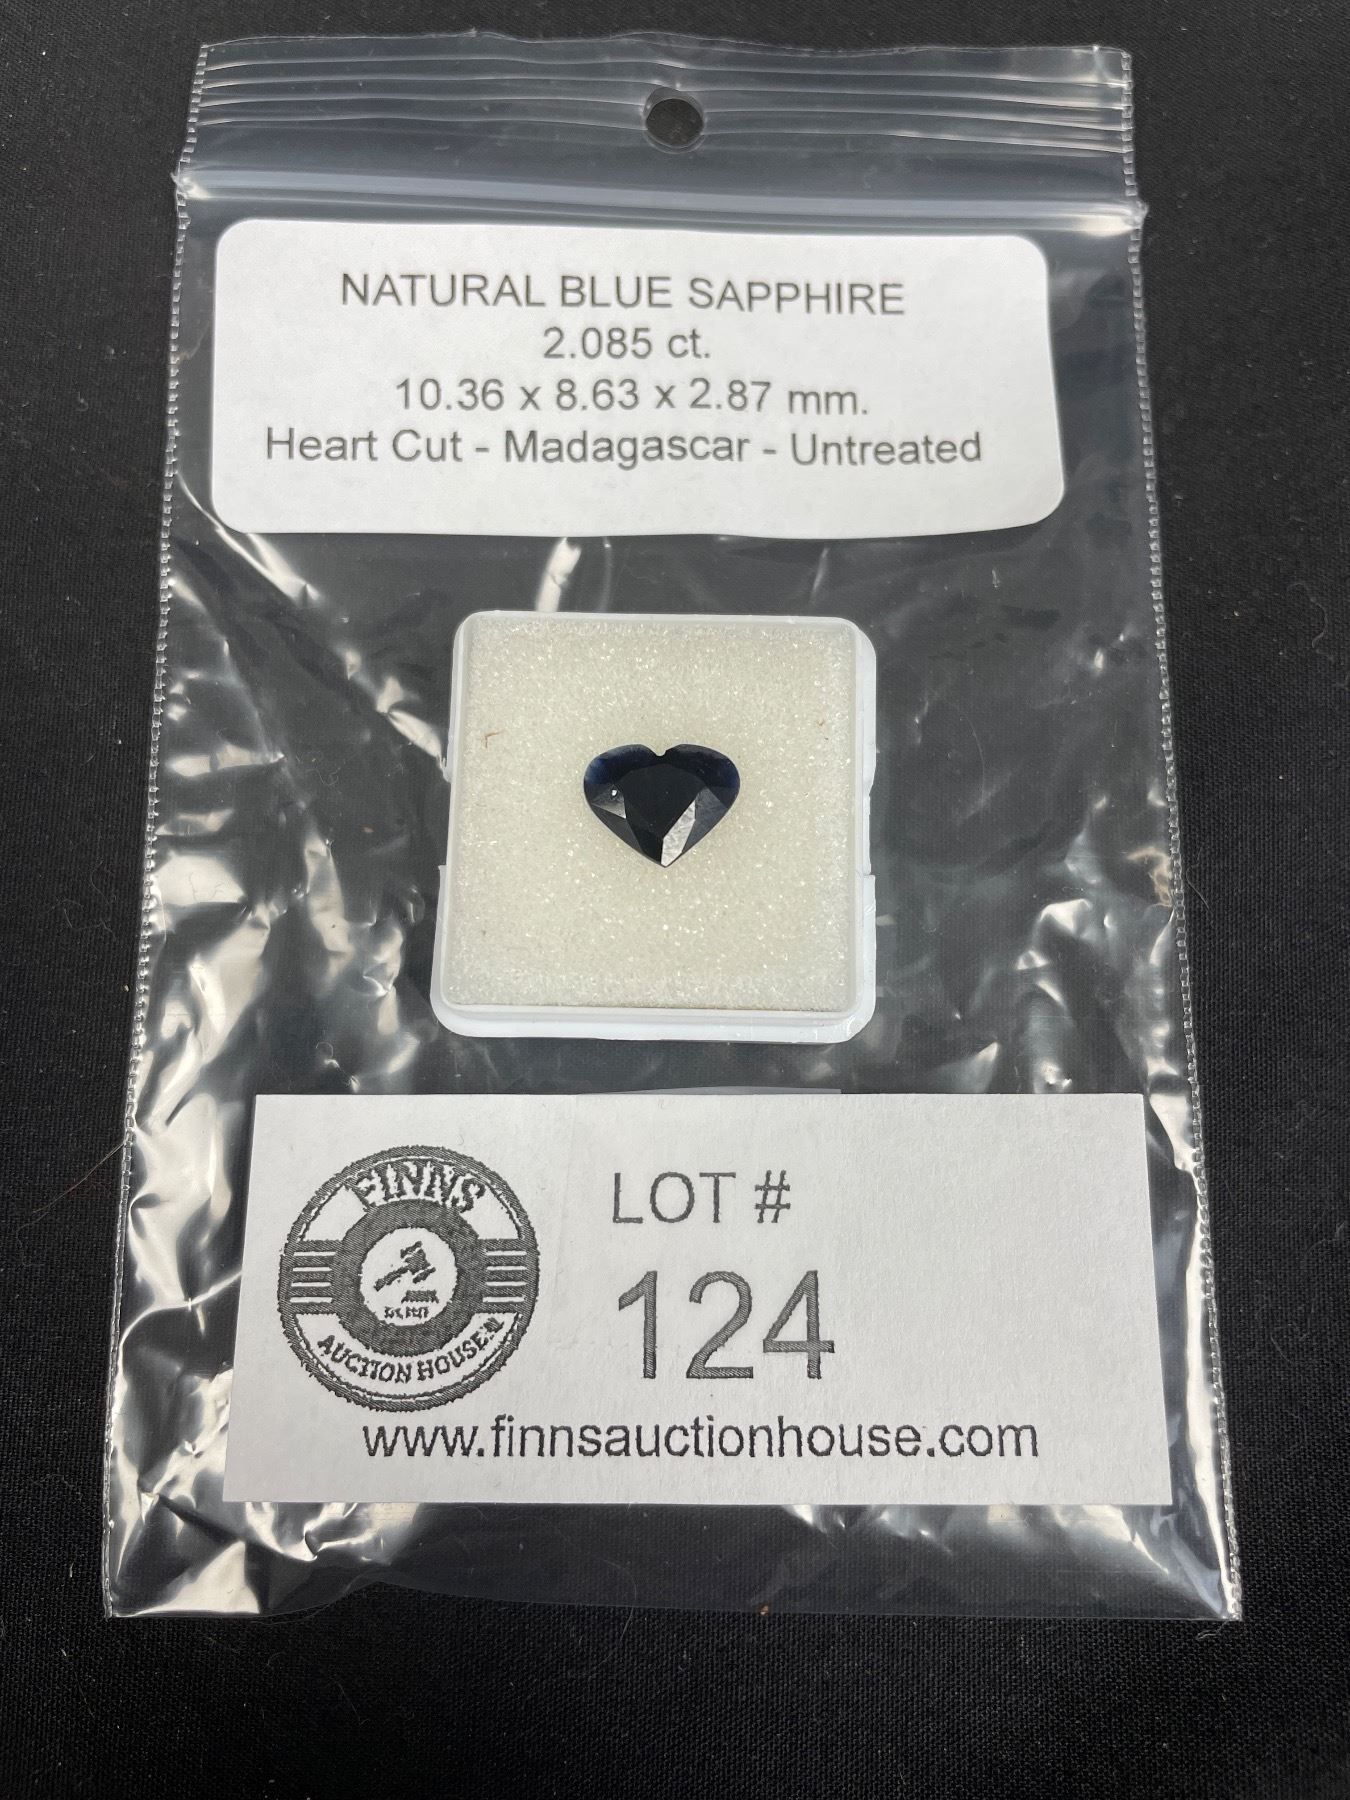 NATURAL BLUE SAPPHIRE
2.085 ct.
10.36 x 8.63 x 2.87 mm.
Heart Cut - Madagascar - Untreated
FINNS
AUCTION HOUSE
LOT #
124
www.finnsauctionhouse.com